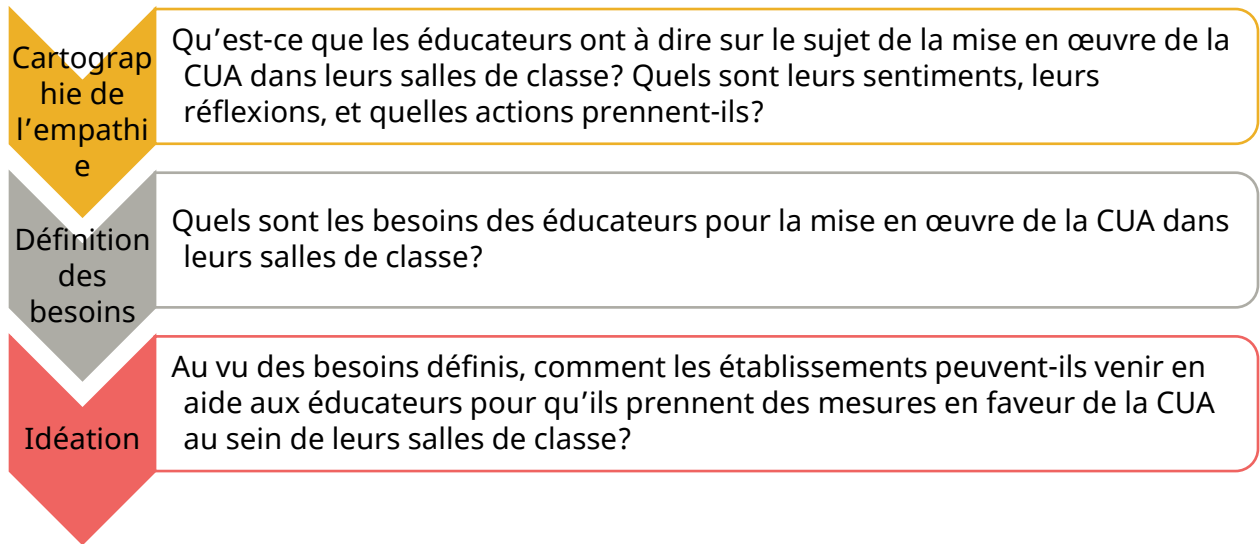 Cartograp
hie de
l’empathi
e
Qu’est-ce que les éducateurs ont à dire sur le sujet de la mise en œuvre de la
CUA dans leurs salles de classe? Quels sont leurs sentiments, leurs
réflexions, et quelles actions prennent-ils?
Définition
des
besoins
Quels sont les besoins des éducateurs pour la mise en œuvre de la CUA dans
leurs salles de classe?
Idéation
Au vu des besoins définis, comment les établissements peuvent-ils venir en
aide aux éducateurs pour qu’ils prennent des mesures en faveur de la CUA
au sein de leurs salles de classe?